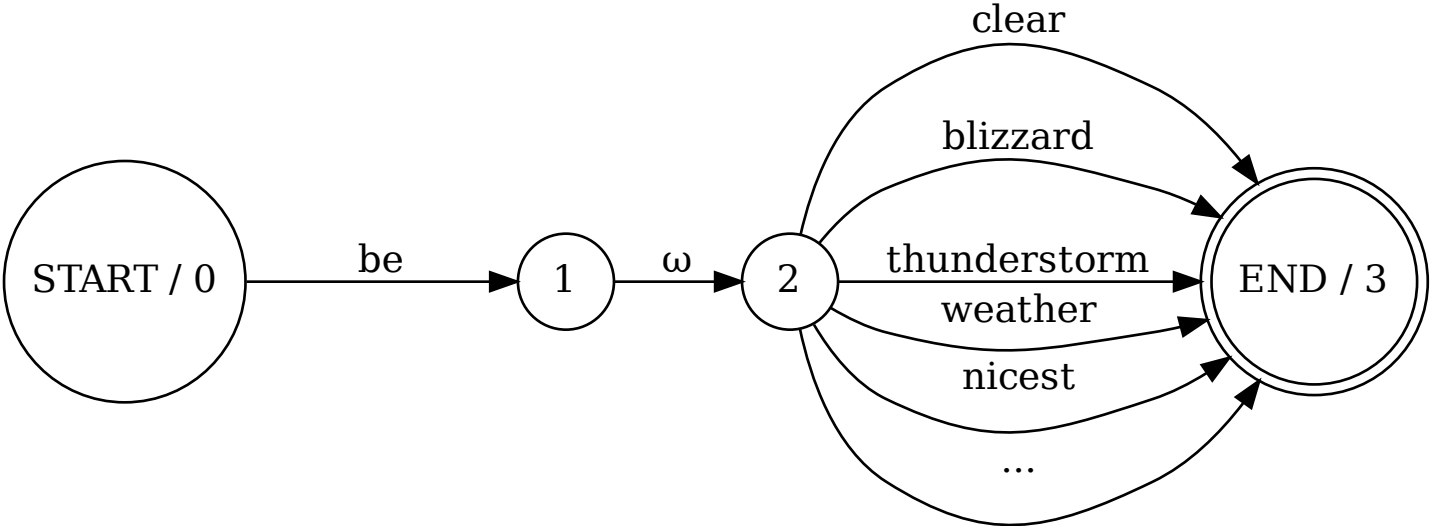 clear
blizzard
START / 0
be
1
ω
2
thunderstorm
END / 3
weather
nicest
...